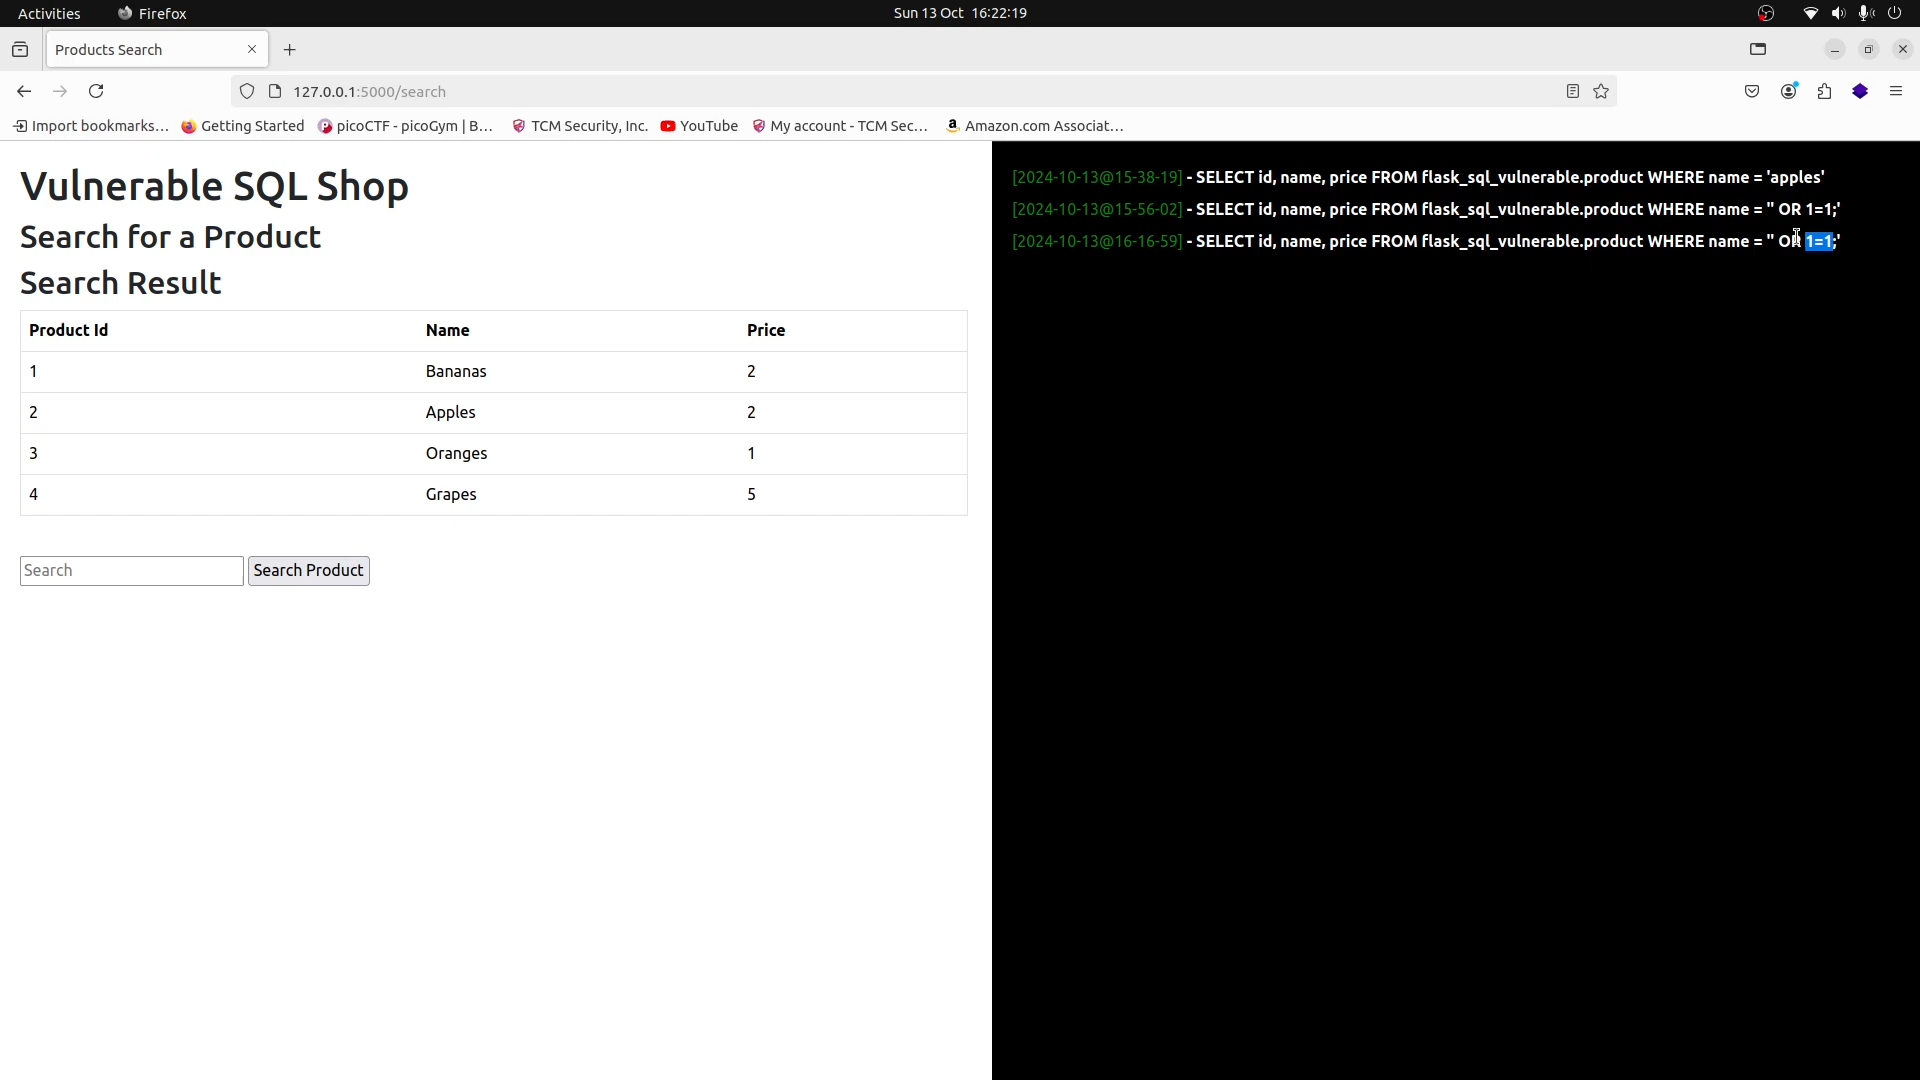 Activities Firefox Sun 13 Oct 16:22:19
Products Search
127.0.0.1:5000/search
Import bookmarks... Getting Started picoCTF - picoGym | B... TCM Security, Inc. YouTube My account - TCM Sec... Amazon.com Associat...
Vulnerable SQL Shop
Search for a Product
Search Result
Product Id Name Price
1 Bananas 2
2 Apples 2
3 Oranges 1
4 Grapes 5
Search Search Product
[2024-10-13@15-38-19] - SELECT id, name, price FROM flask_sql_vulnerable.product WHERE name = 'apples'
[2024-10-13@15-56-02] - SELECT id, name, price FROM flask_sql_vulnerable.product WHERE name = '' OR 1=1;'
[2024-10-13@16-16-59] - SELECT id, name, price FROM flask_sql_vulnerable.product WHERE name = '' OR 1=1;'